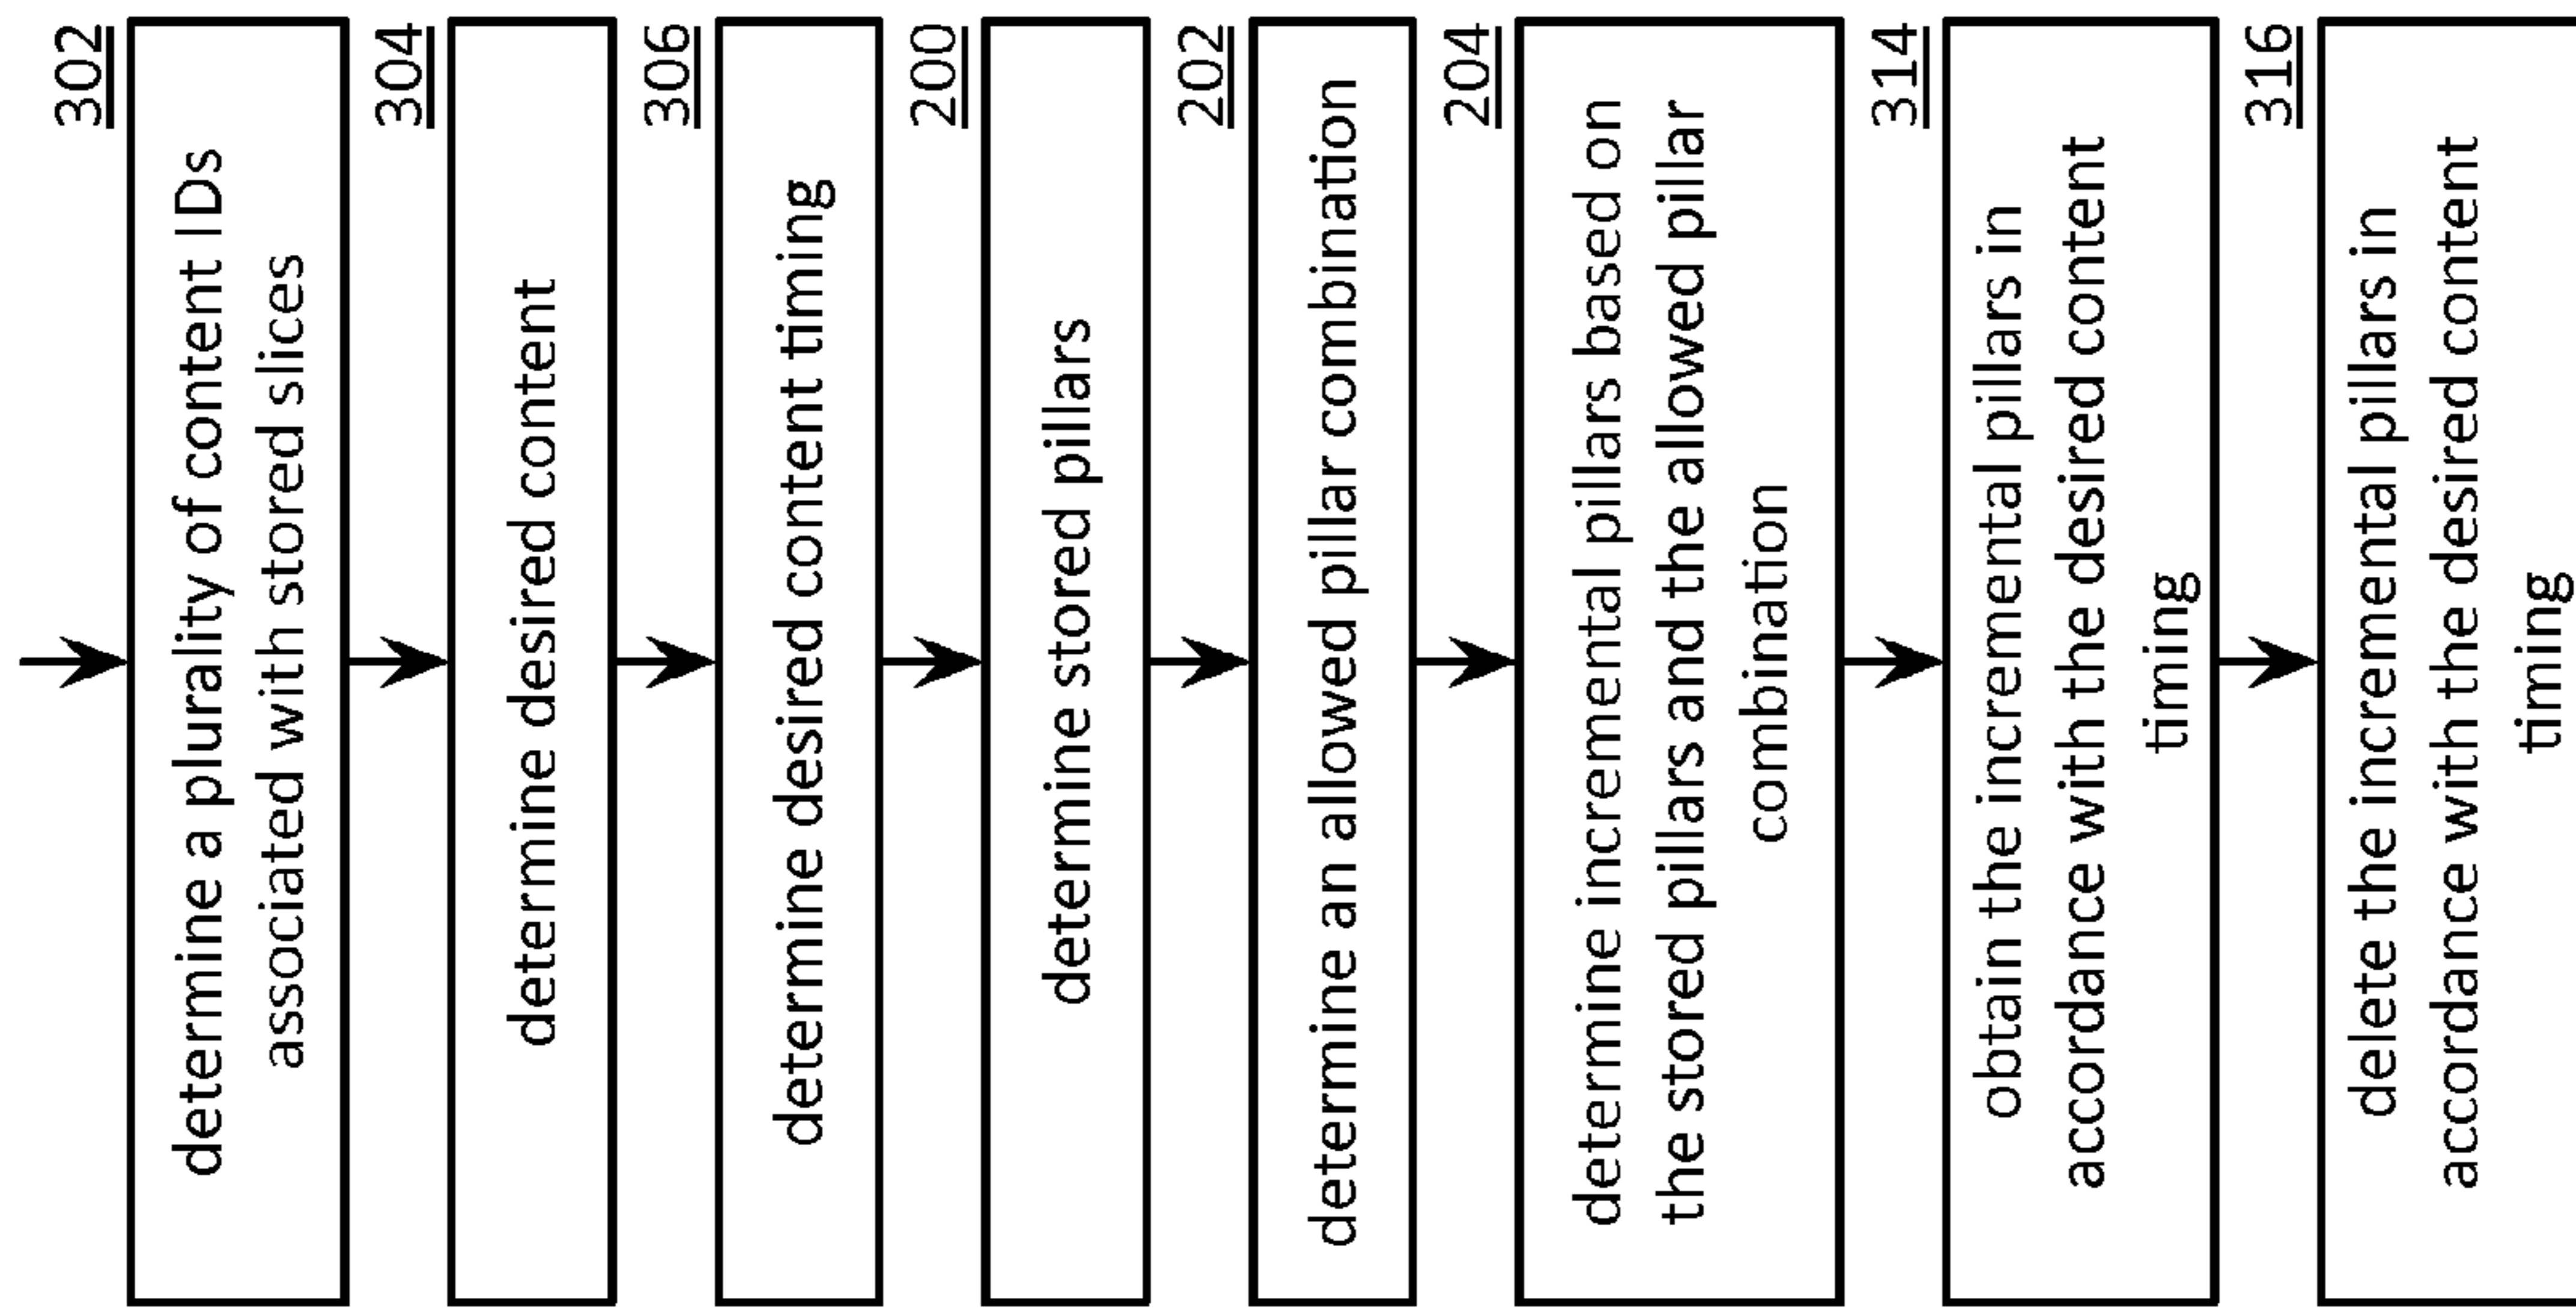 302
determine a plurality of content IDs
associated with stored slices
304
determine desired content
306
determine desired content timing
200
determine stored pillars
202
determine an allowed pillar combination
204
determine incremental pillars based on
the stored pillars and the allowed pillar
combination
314
obtain the incremental pillars in
accordance with the desired content
timing
316
delete the incremental pillars in
accordance with the desired content
timing